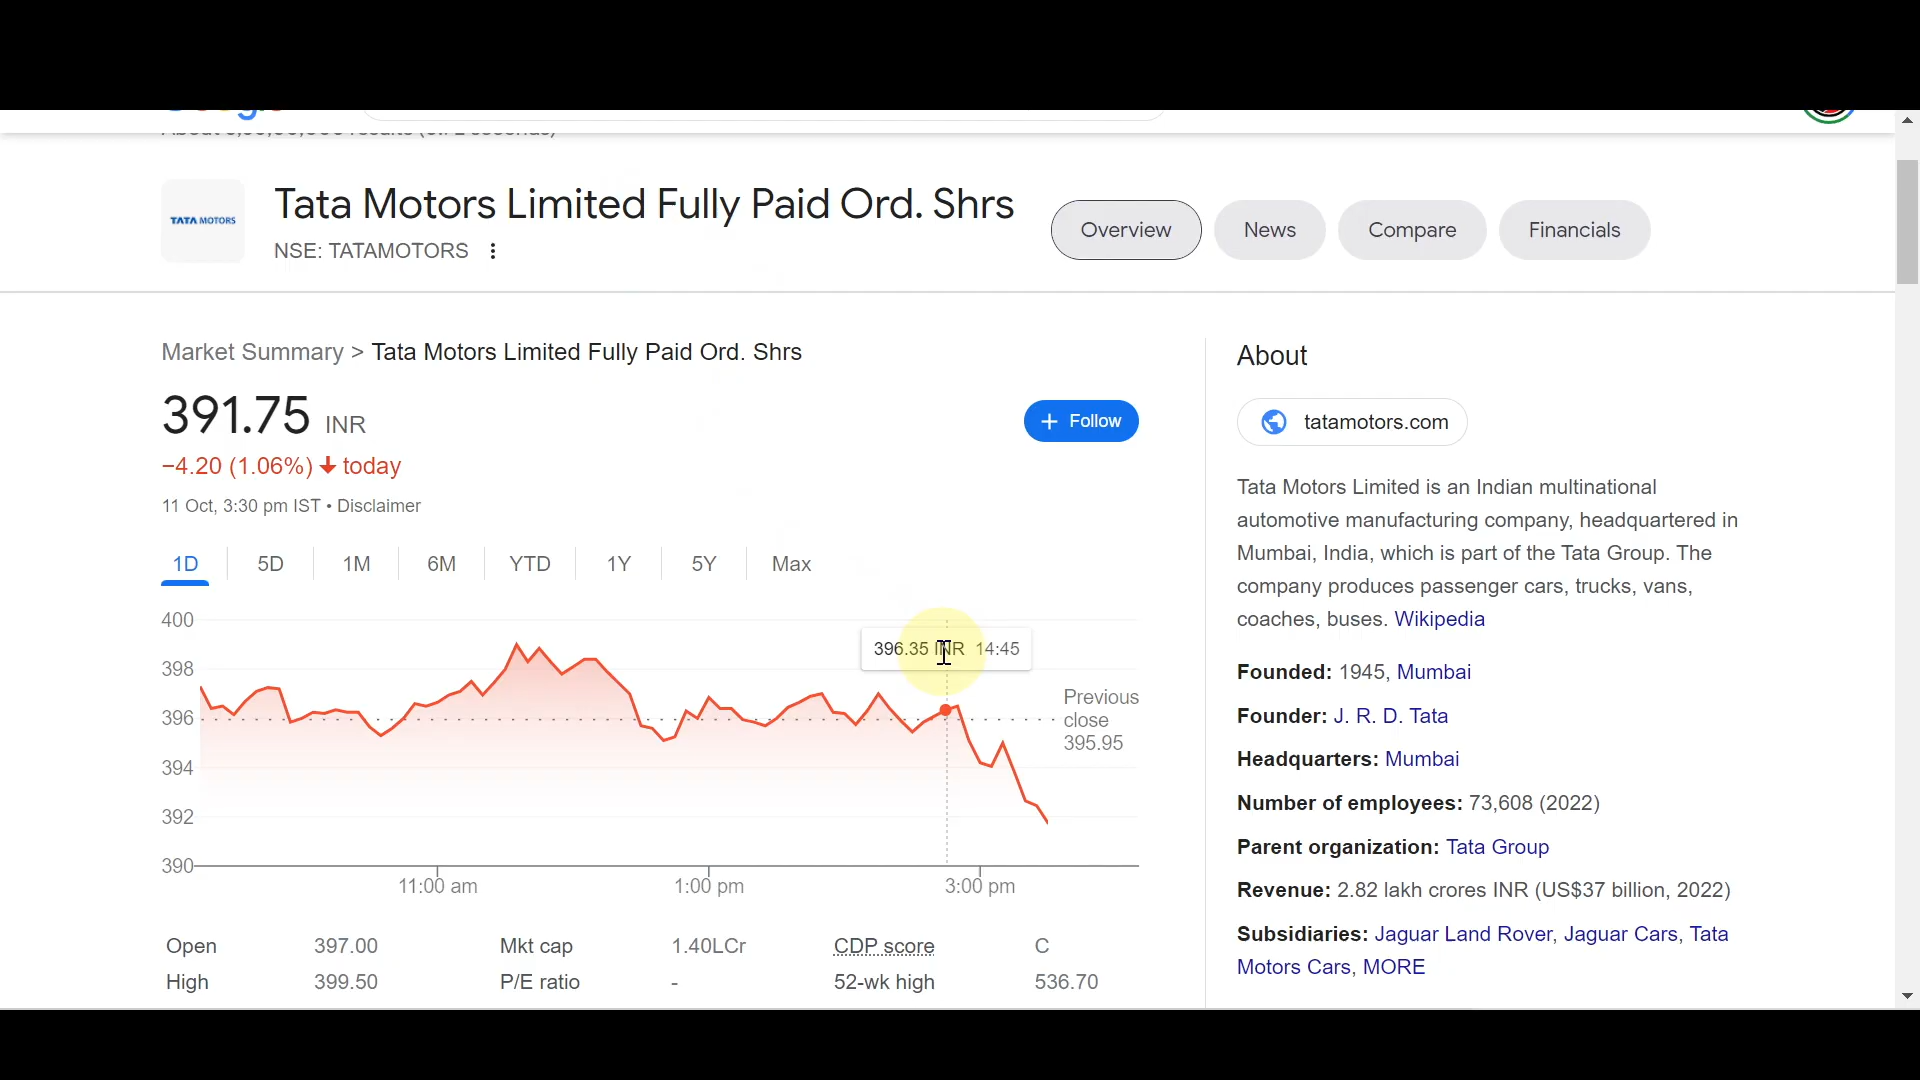 TATA MOTORS
Tata Motors Limited Fully Paid Ord. Shrs
NSE: TATAMOTORS
Overview
News
Compare
Financials
Market Summary > Tata Motors Limited Fully Paid Ord. Shrs
391.75 INR
−4.20 (1.06%) today
11 Oct, 3:30 pm IST • Disclaimer
+ Follow
1D 5D 1M 6M YTD 1Y 5Y Max
400
398
396
394
392
390
396.35 INR 14:45
Previous
close
395.95
11:00 am 1:00 pm 3:00 pm
Open 397.00 Mkt cap 1.40LCr CDP score C
High 399.50 P/E ratio - 52-wk high 536.70
About
tatamotors.com
Tata Motors Limited is an Indian multinational
automotive manufacturing company, headquartered in
Mumbai, India, which is part of the Tata Group. The
company produces passenger cars, trucks, vans,
coaches, buses. Wikipedia
Founded: 1945, Mumbai
Founder: J. R. D. Tata
Headquarters: Mumbai
Number of employees: 73,608 (2022)
Parent organization: Tata Group
Revenue: 2.82 lakh crores INR (US$37 billion, 2022)
Subsidiaries: Jaguar Land Rover, Jaguar Cars, Tata
Motors Cars, MORE